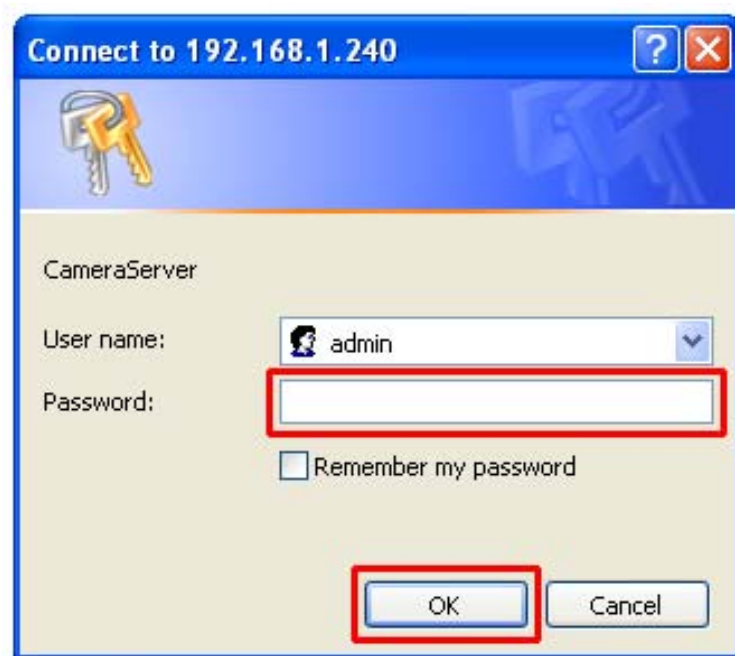 Connect to 192.168.1.240
?
CameraServer
User name:
admin
Password:
Remember my password
OK
Cancel